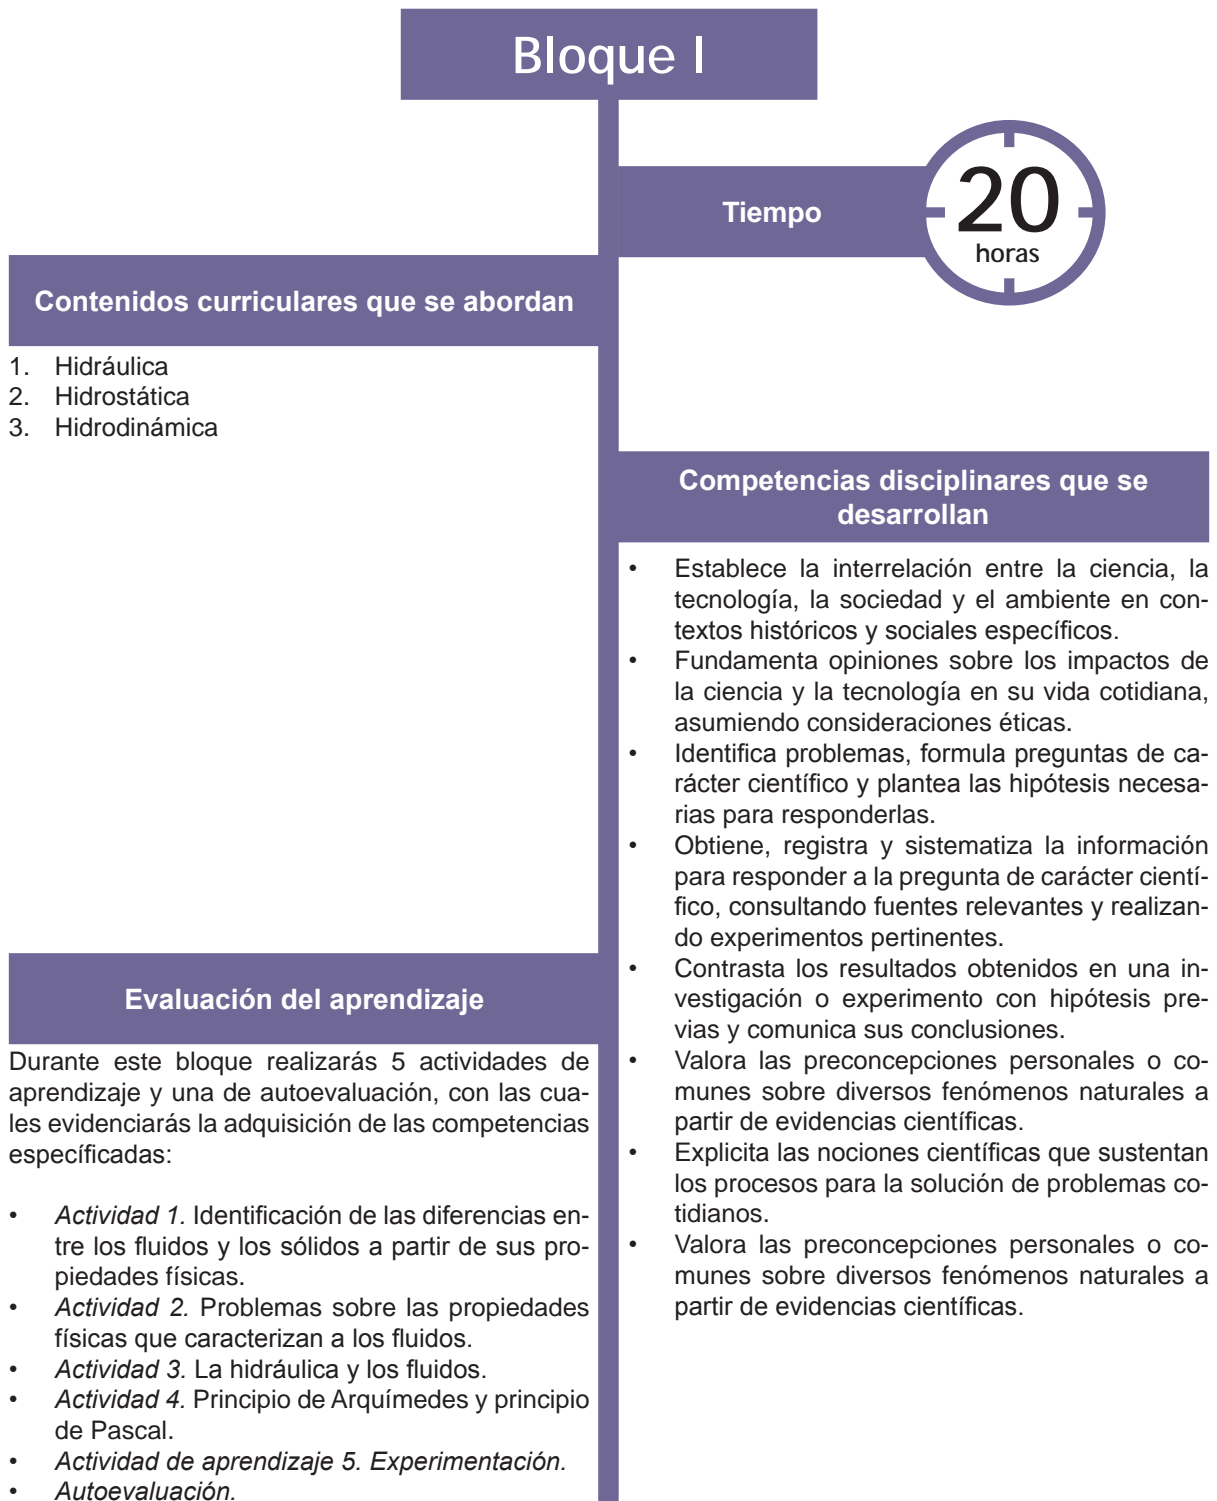 Bloque I
Tiempo
20
horas
Contenidos curriculares que se abordan
1. Hidráulica
2. Hidrostática
3. Hidrodinámica
Competencias disciplinares que se
desarrollan
• Establece la interrelación entre la ciencia, la
tecnología, la sociedad y el ambiente en con-
textos históricos y sociales específicos.
• Fundamenta opiniones sobre los impactos de
la ciencia y la tecnología en su vida cotidiana,
asumiendo consideraciones éticas.
• Identifica problemas, formula preguntas de ca-
rácter científico y plantea las hipótesis necesa-
rias para responderlas.
• Obtiene, registra y sistematiza la información
para responder a la pregunta de carácter cientí-
fico, consultando fuentes relevantes y realizan-
do experimentos pertinentes.
• Contrasta los resultados obtenidos en una in-
vestigación o experimento con hipótesis pre-
vias y comunica sus conclusiones.
• Valora las preconcepciones personales o co-
munes sobre diversos fenómenos naturales a
partir de evidencias científicas.
• Explicita las nociones científicas que sustentan
los procesos para la solución de problemas co-
tidianos.
• Valora las preconcepciones personales o co-
munes sobre diversos fenómenos naturales a
partir de evidencias científicas.
Evaluación del aprendizaje
Durante este bloque realizarás 5 actividades de
aprendizaje y una de autoevaluación, con las cua-
les evidenciarás la adquisición de las competencias
específicadas:
• Actividad 1. Identificación de las diferencias en-
tre los fluidos y los sólidos a partir de sus pro-
piedades físicas.
• Actividad 2. Problemas sobre las propiedades
físicas que caracterizan a los fluidos.
• Actividad 3. La hidráulica y los fluidos.
• Actividad 4. Principio de Arquímedes y principio
de Pascal.
• Actividad de aprendizaje 5. Experimentación.
• Autoevaluación.